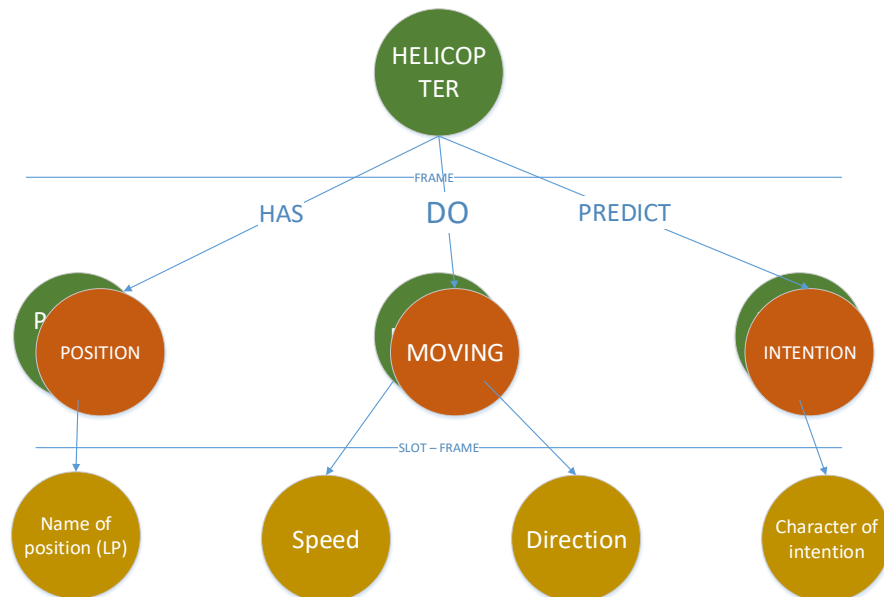 HELICOP
TER
FRAME
HAS
DO
PREDICT
POSITION
MOVING
INTENTION
SLOT – FRAME
Name of
position (LP)
Speed
Direction
Character of
intention